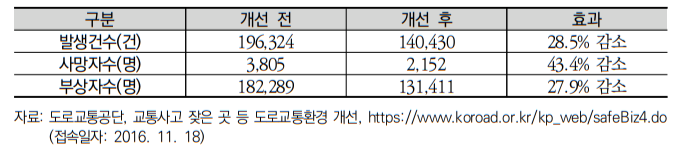 구분 개선 전 개선 후 효과
발생건수(건) 196,324 140,430 28.5% 감소
사망자수(명) 3,805 2,152 43.4% 감소
부상자수(명) 182,289 131,411 27.9% 감소
자료: 도로교통공단, 교통사고 잦은 곳 등 도로교통환경 개선, https://www.koroad.or.kr/kp_web/safeBiz4.do
(접속일자: 2016. 11. 18)